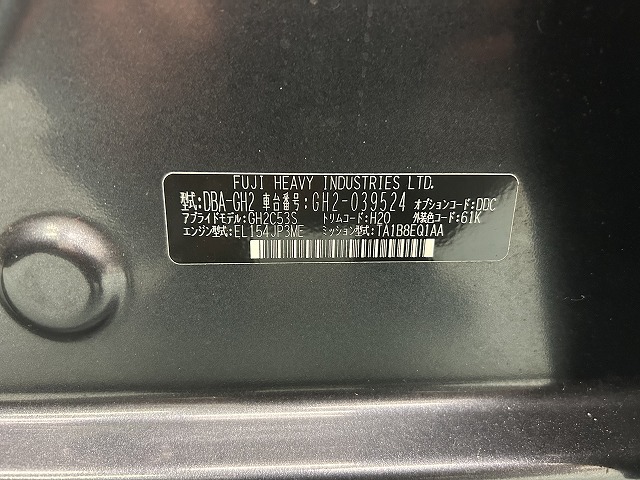 FUJI HEAVY INDUSTRIES LTD.
型式:DBA-GH2 車台番号:GH2-039524 オプションコード:DDC
アプライドモデル:GH2C53S トリムコード:H20 外装色コード:61K
エンジン型式:EL154JP3ME ミッション型式:TA1B8EQ1AA